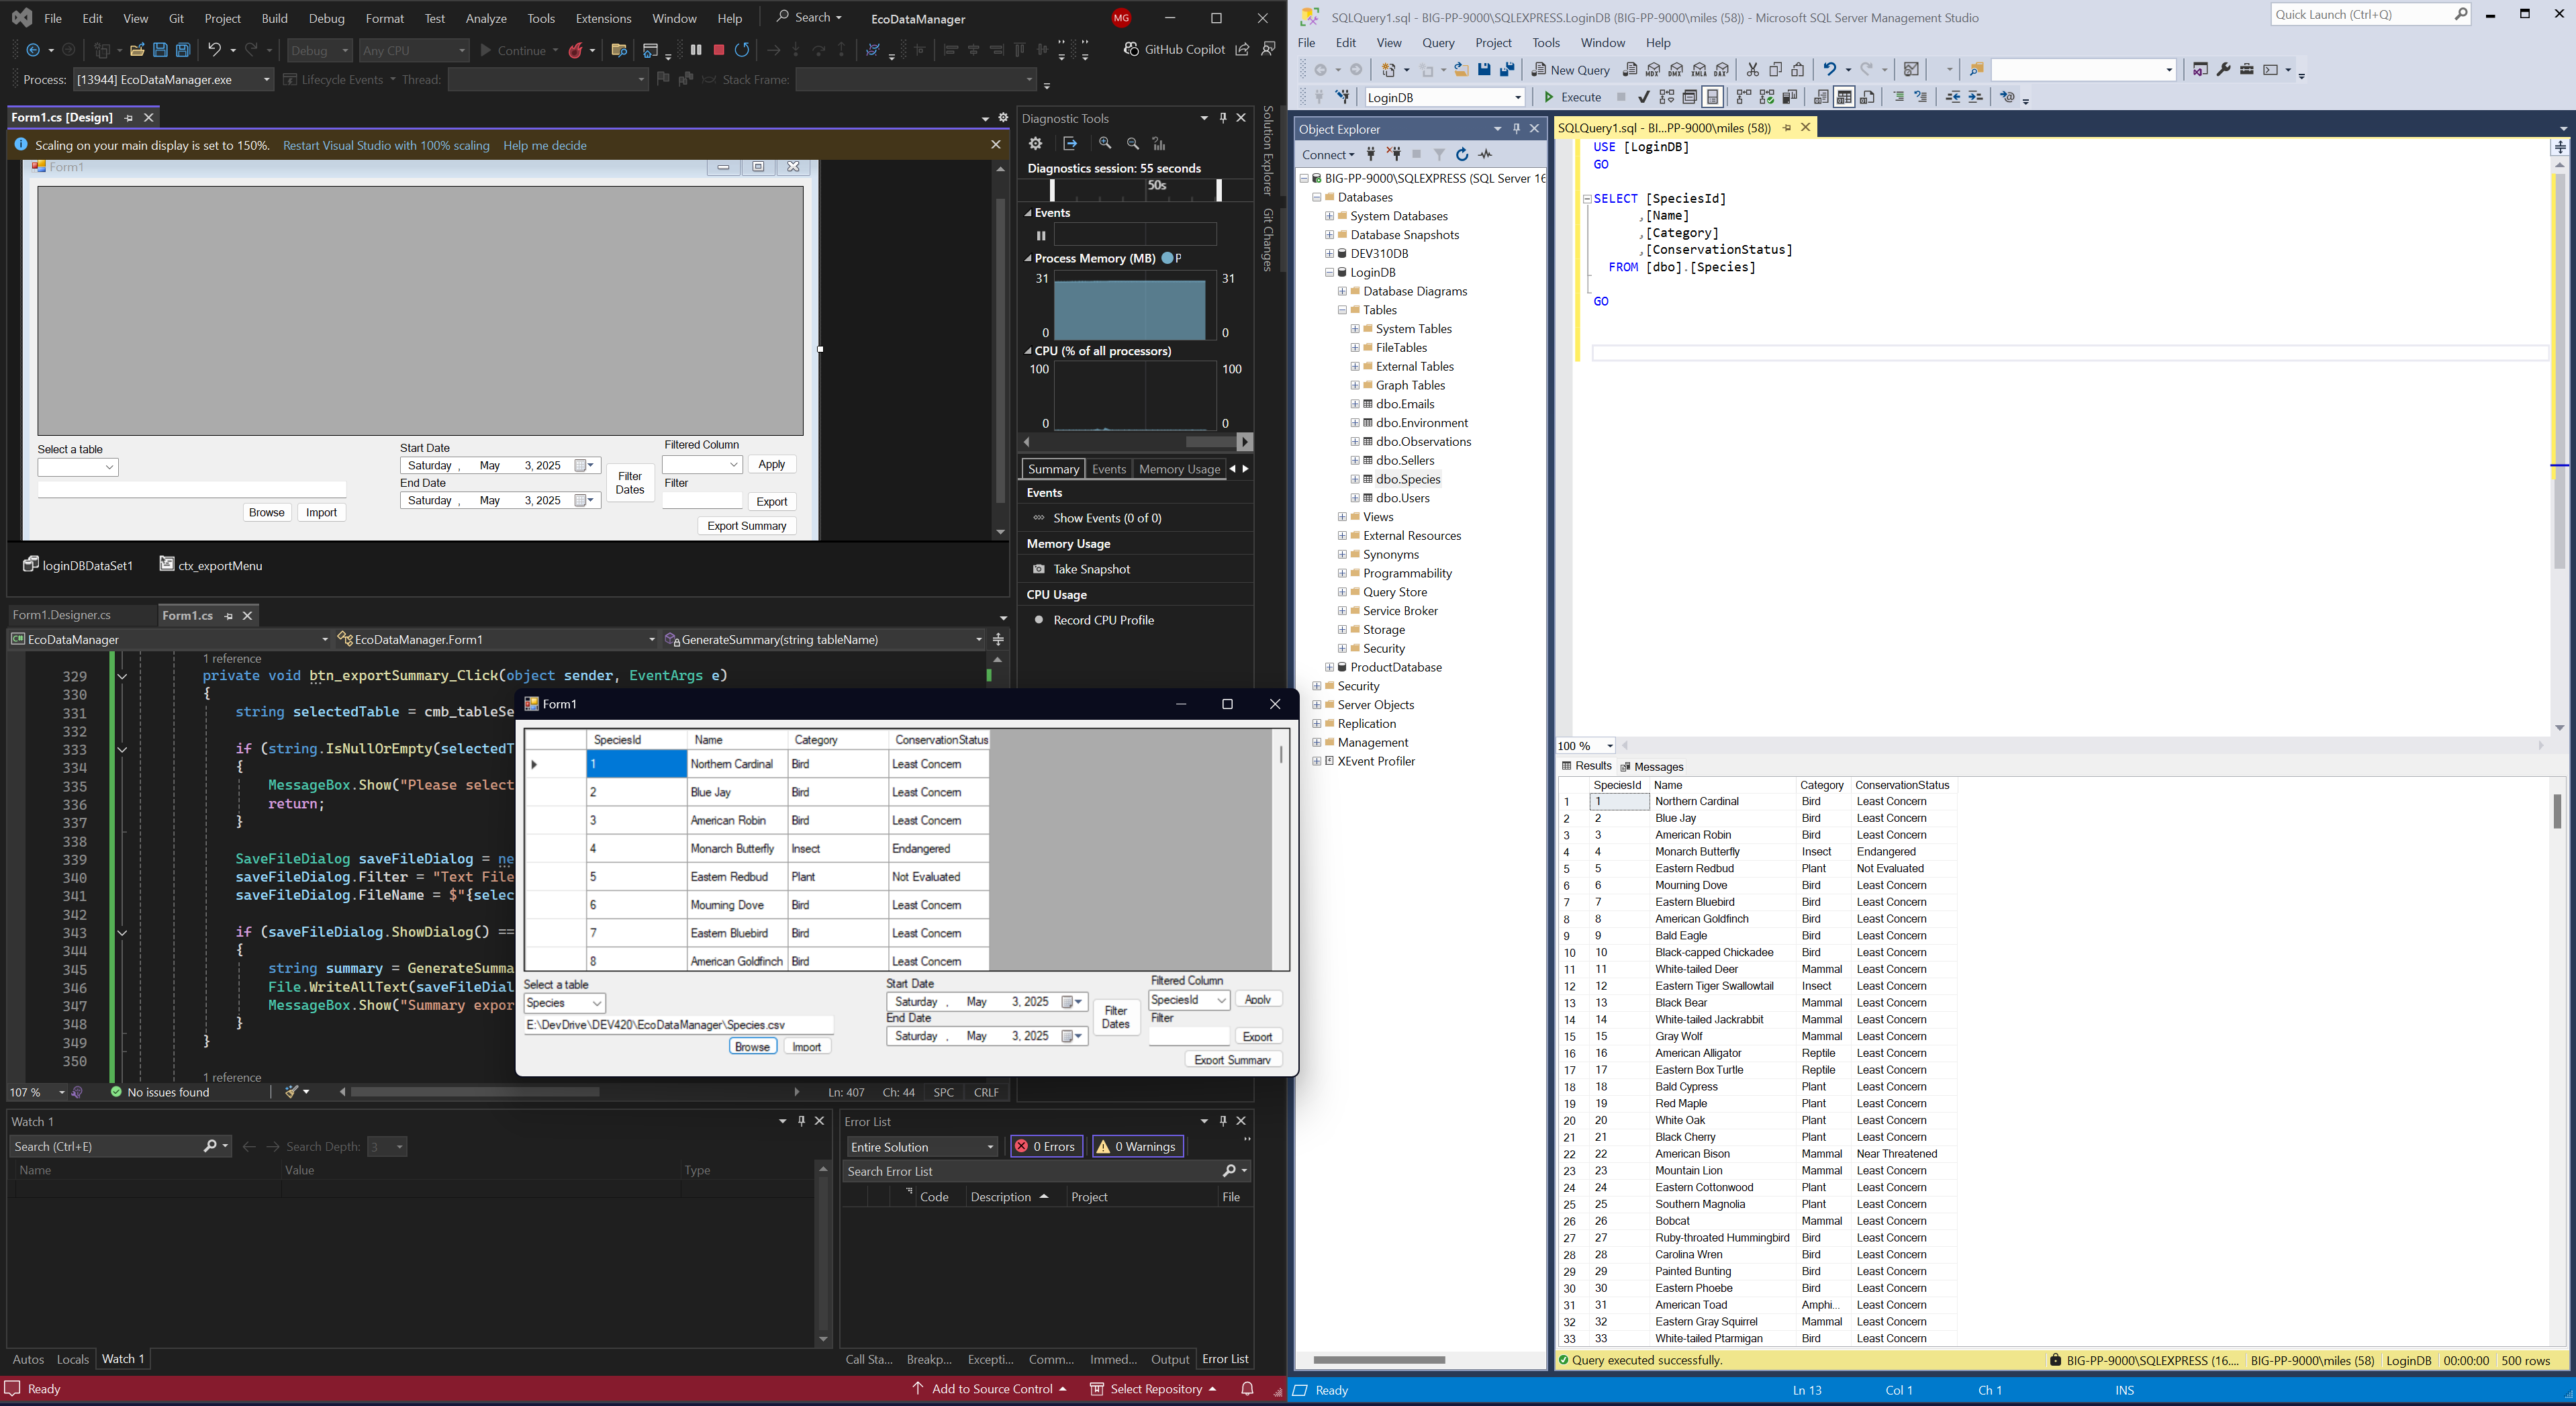 File Edit View Git Project Build Debug Format Test Analyze Tools Extensions Window Help Search EcoDataManager MG
Debug Any CPU Continue GitHub Copilot
Process: [13944] EcoDataManager.exe Lifecycle Events Thread: Stack Frame:
Form1.cs [Design]
Scaling on your main display is set to 150%. Restart Visual Studio with 100% scaling Help me decide
Form1
Select a table
Start Date
Saturday , May 3, 2025
End Date
Saturday , May 3, 2025
Filter Dates
Filtered Column
Apply
Filter
Export
Browse Import
Export Summary
loginDBDataSet1 ctx_exportMenu
Diagnostic Tools
Diagnostics session: 55 seconds
50s
Events
Process Memory (MB) P
31 31
0 0
CPU (% of all processors)
100 100
0 0
Summary Events Memory Usage
Events
Show Events (0 of 0)
Memory Usage
Take Snapshot
CPU Usage
Record CPU Profile
Solution Explorer
Git Changes
Form1.Designer.cs Form1.cs
EcoDataManager EcoDataManager.Form1 GenerateSummary(string tableName)
1 reference
329 private void btn_exportSummary_Click(object sender, EventArgs e)
330 {
331 string selectedTable = cmb_tableSe
332
333 if (string.IsNullOrEmpty(selectedT
334 {
335 MessageBox.Show("Please select
336 return;
337 }
338
339 SaveFileDialog saveFileDialog = ne
340 saveFileDialog.Filter = "Text File
341 saveFileDialog.FileName = $"{selec
342
343 if (saveFileDialog.ShowDialog() ==
344 {
345 string summary = GenerateSumma
346 File.WriteAllText(saveFileDial
347 MessageBox.Show("Summary expor
348 }
349 }
350
1 reference
107 % No issues found Ln: 407 Ch: 44 SPC CRLF
Form1
SpeciesId Name Category ConservationStatus
1 Northern Cardinal Bird Least Concern
2 Blue Jay Bird Least Concern
3 American Robin Bird Least Concern
4 Monarch Butterfly Insect Endangered
5 Eastern Redbud Plant Not Evaluated
6 Mourning Dove Bird Least Concern
7 Eastern Bluebird Bird Least Concern
8 American Goldfinch Bird Least Concern
Select a table
Species
E:\DevDrive\DEV420\EcoDataManager\Species.csv
Browse Import
Start Date
Saturday , May 3, 2025
End Date
Saturday , May 3, 2025
Filter Dates
Filtered Column
SpeciesId Apply
Filter
Export
Export Summary
Watch 1
Search (Ctrl+E) Search Depth: 3
Name Value Type
Autos Locals Watch 1
Error List
Entire Solution 0 Errors 0 Warnings
Search Error List
Code Description Project File
Call Sta... Breakp... Excepti... Comm... Immed... Output Error List
Ready Add to Source Control Select Repository
SQLQuery1.sql - BIG-PP-9000\SQLEXPRESS.LoginDB (BIG-PP-9000\miles (58)) - Microsoft SQL Server Management Studio Quick Launch (Ctrl+Q)
File Edit View Query Project Tools Window Help
New Query MDX DMX XMLA DAX
LoginDB Execute
Object Explorer
Connect
BIG-PP-9000\SQLEXPRESS (SQL Server 16
Databases
System Databases
Database Snapshots
DEV310DB
LoginDB
Database Diagrams
Tables
System Tables
FileTables
External Tables
Graph Tables
dbo.Emails
dbo.Environment
dbo.Observations
dbo.Sellers
dbo.Species
dbo.Users
Views
External Resources
Synonyms
Programmability
Query Store
Service Broker
Storage
Security
ProductDatabase
Security
Server Objects
Replication
Management
XEvent Profiler
SQLQuery1.sql - BI...PP-9000\miles (58))
USE [LoginDB]
GO
SELECT [SpeciesId]
,[Name]
,[Category]
,[ConservationStatus]
FROM [dbo].[Species]
GO
100 %
Results Messages
SpeciesId Name Category ConservationStatus
1 1 Northern Cardinal Bird Least Concern
2 2 Blue Jay Bird Least Concern
3 3 American Robin Bird Least Concern
4 4 Monarch Butterfly Insect Endangered
5 5 Eastern Redbud Plant Not Evaluated
6 6 Mourning Dove Bird Least Concern
7 7 Eastern Bluebird Bird Least Concern
8 8 American Goldfinch Bird Least Concern
9 9 Bald Eagle Bird Least Concern
10 10 Black-capped Chickadee Bird Least Concern
11 11 White-tailed Deer Mammal Least Concern
12 12 Eastern Tiger Swallowtail Insect Least Concern
13 13 Black Bear Mammal Least Concern
14 14 White-tailed Jackrabbit Mammal Least Concern
15 15 Gray Wolf Mammal Least Concern
16 16 American Alligator Reptile Least Concern
17 17 Eastern Box Turtle Reptile Least Concern
18 18 Bald Cypress Plant Least Concern
19 19 Red Maple Plant Least Concern
20 20 White Oak Plant Least Concern
21 21 Black Cherry Plant Least Concern
22 22 American Bison Mammal Near Threatened
23 23 Mountain Lion Mammal Least Concern
24 24 Eastern Cottonwood Plant Least Concern
25 25 Southern Magnolia Plant Least Concern
26 26 Bobcat Mammal Least Concern
27 27 Ruby-throated Hummingbird Bird Least Concern
28 28 Carolina Wren Bird Least Concern
29 29 Painted Bunting Bird Least Concern
30 30 Eastern Phoebe Bird Least Concern
31 31 American Toad Amphi... Least Concern
32 32 Eastern Gray Squirrel Mammal Least Concern
33 33 White-tailed Ptarmigan Bird Least Concern
Query executed successfully. BIG-PP-9000\SQLEXPRESS (16.... BIG-PP-9000\miles (58) LoginDB 00:00:00 500 rows
Ready Ln 13 Col 1 Ch 1 INS